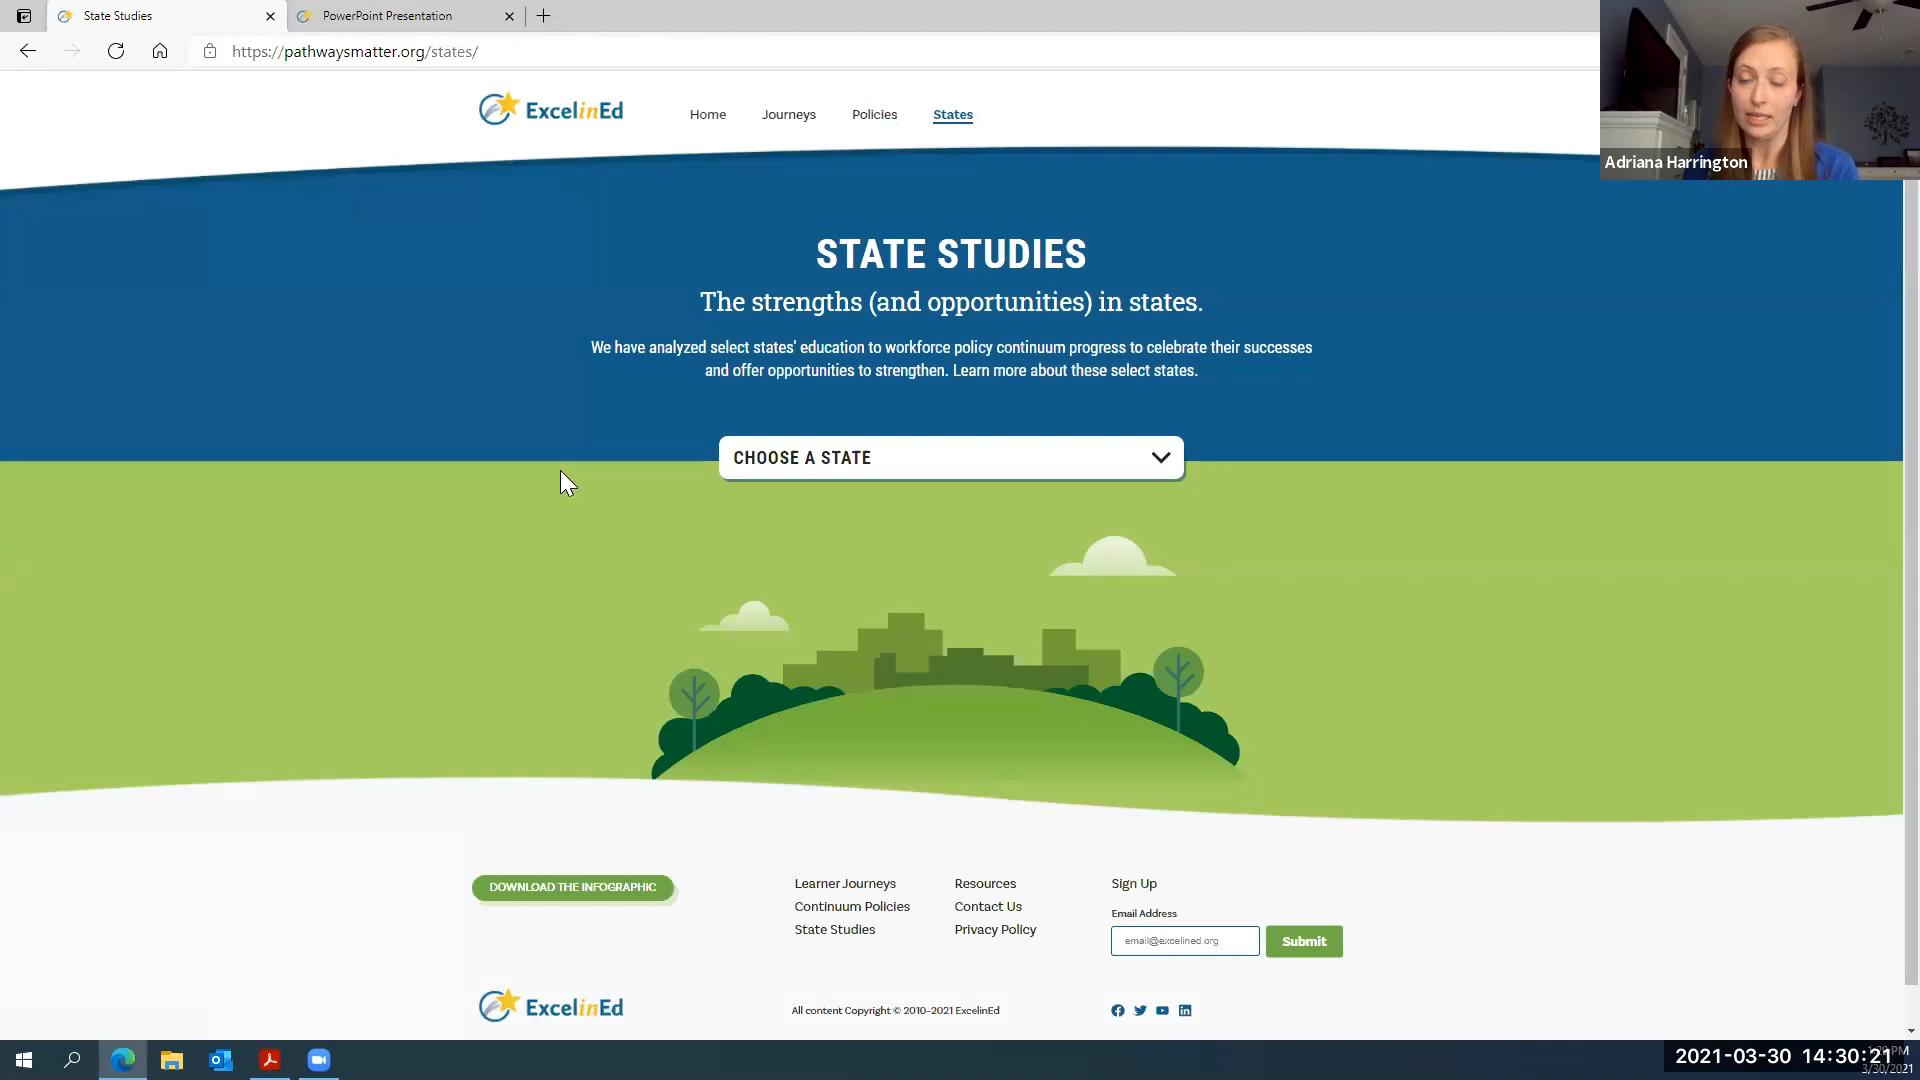 State Studies
PowerPoint Presentation
https://pathwaysmatter.org/states/
ExcelinEd
Home
Journeys
Policies
States
Adriana Harrington
STATE STUDIES
The strengths (and opportunities) in states.
We have analyzed select states' education to workforce policy continuum progress to celebrate their successes
and offer opportunities to strengthen. Learn more about these select states.
CHOOSE A STATE
DOWNLOAD THE INFOGRAPHIC
Learner Journeys
Continuum Policies
State Studies
Resources
Contact Us
Privacy Policy
Sign Up
Email Address
email@excelined.org
Submit
ExcelinEd
All content Copyright © 2010-2021 ExcelinEd
2021-03-30 14:30:21
3/30/2021